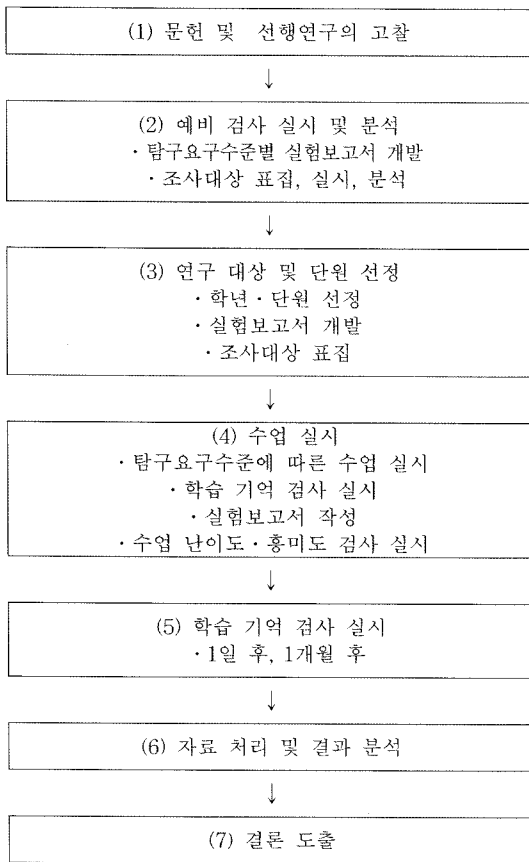 (1) 문헌 및 선행연구의 고찰
↓
(2) 예비 검사 실시 및 분석
· 탐구요구수준별 실험보고서 개발
· 조사대상 표집, 실시, 분석
↓
(3) 연구 대상 및 단원 선정
· 학년 · 단원 선정
· 실험보고서 개발
· 조사대상 표집
↓
(4) 수업 실시
· 탐구요구수준에 따른 수업 실시
· 학습 기억 검사 실시
· 실험보고서 작성
· 수업 난이도 · 흥미도 검사 실시
↓
(5) 학습 기억 검사 실시
· 1일 후, 1개월 후
↓
(6) 자료 처리 및 결과 분석
↓
(7) 결론 도출